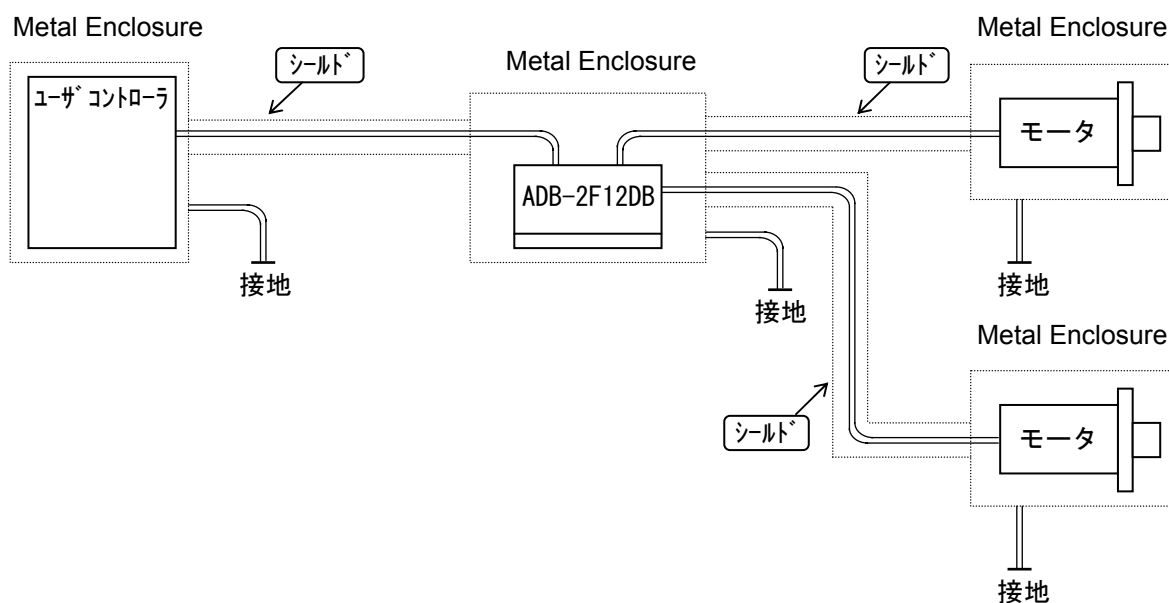 Metal Enclosure
ﾕｰｻﾞｺﾝﾄﾛｰﾗ
ｼｰﾙﾄﾞ
接地
Metal Enclosure
ADB-2F12DB
接地
ｼｰﾙﾄﾞ
Metal Enclosure
モータ
接地
ｼｰﾙﾄﾞ
Metal Enclosure
モータ
接地